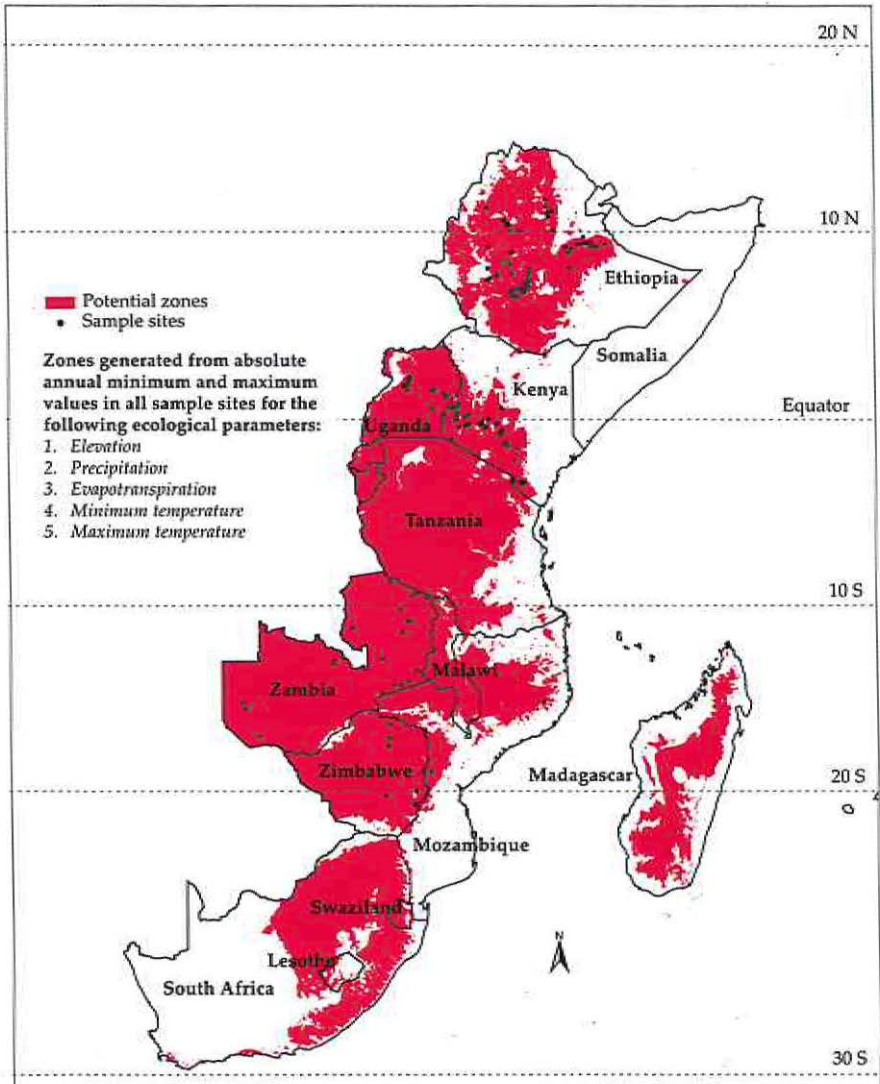 20 N
10 N
Ethiopia
Potential zones
Sample sites
Somalia
Zones generated from absolute
annual minimum and maximum
values in all sample sites for the
following ecological parameters:
1. Elevation
2. Precipitation
3. Evapotranspiration
4. Minimum temperature
5. Maximum temperature
Kenya
Equator
Uganda
Tanzania
10 S
Malawi
Zambia
Zimbabwe
Madagascar
20 S
Mozambique
Swaziland
N
Lesotho
South Africa
30 S